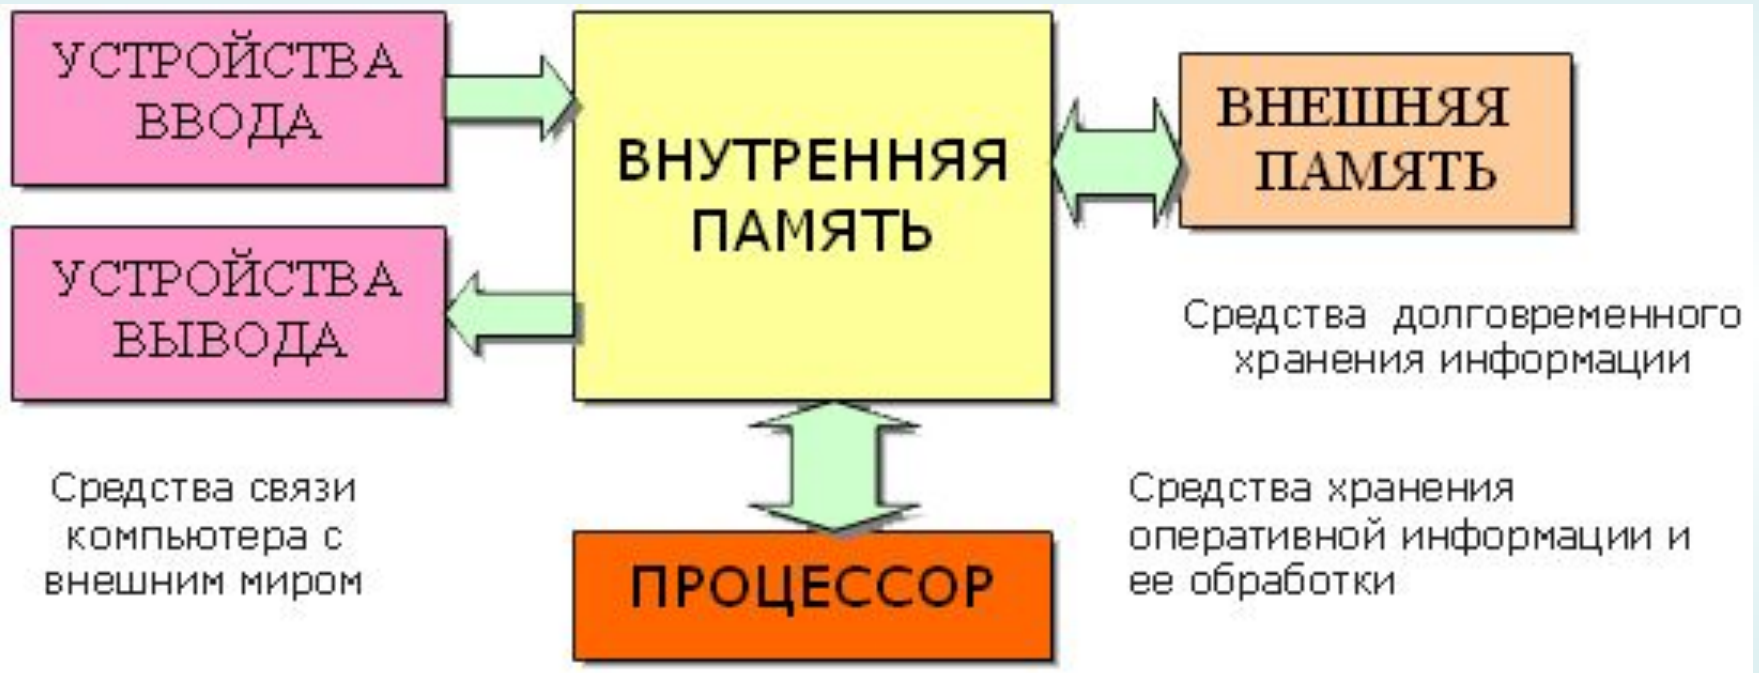 УСТРОЙСТВА
ВВОДА
ВНУТРЕННЯЯ
ПАМЯТЬ
ВНЕШНЯЯ
ПАМЯТЬ
УСТРОЙСТВА
ВЫВОДА
Средства долговременного
хранения информации
Средства связи
компьютера с
внешним миром
ПРОЦЕССОР
Средства хранения
оперативной информации и
ее обработки